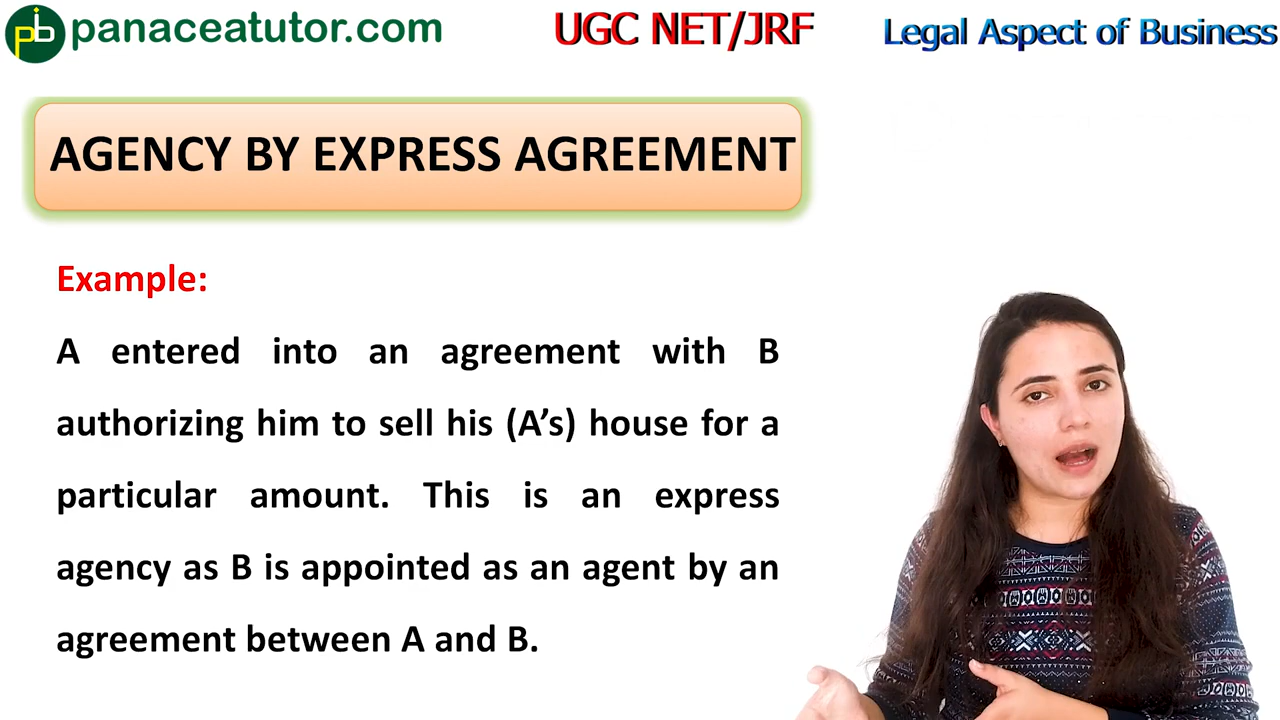 pb panaceatutor.com
UGC NET/JRF
Legal Aspect of Business
AGENCY BY EXPRESS AGREEMENT
Example:
A entered into an agreement with B
authorizing him to sell his (A’s) house for a
particular amount. This is an express
agency as B is appointed as an agent by an
agreement between A and B.